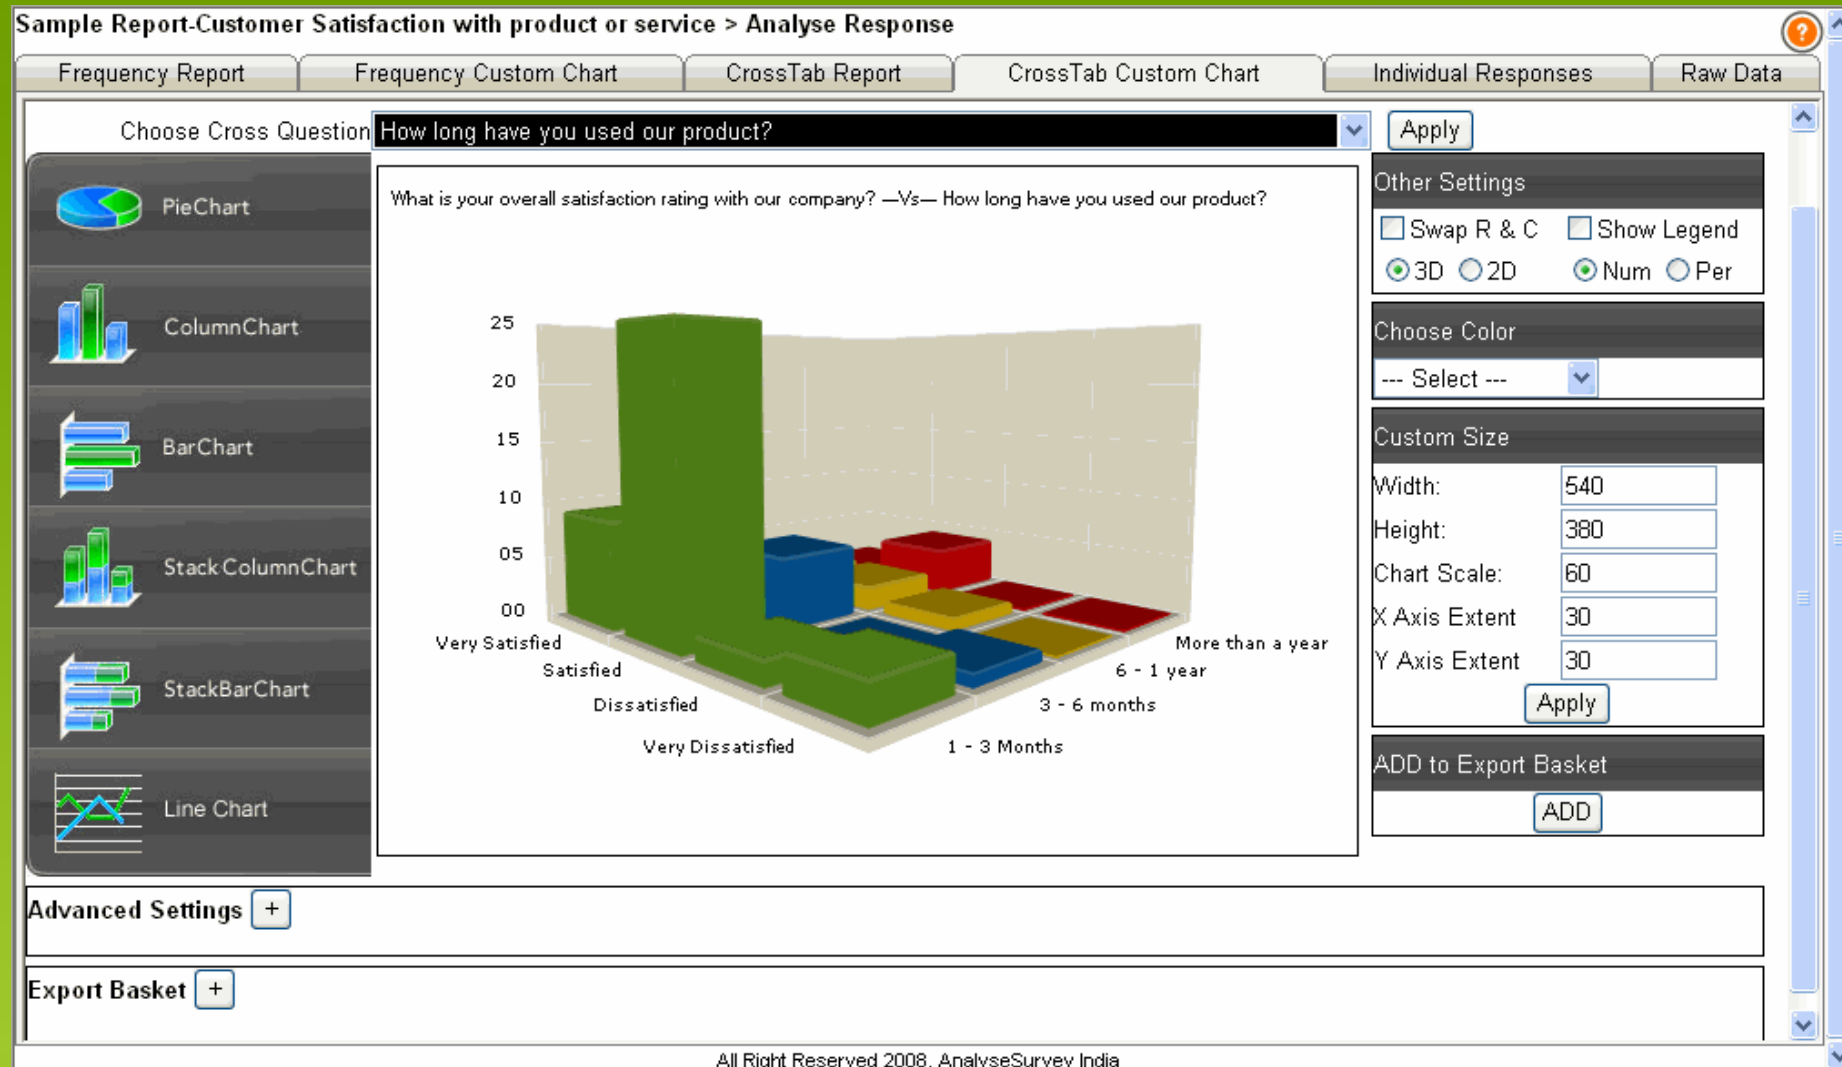 Sample Report-Customer Satisfaction with product or service > Analyse Response
?
Frequency Report
Frequency Custom Chart
CrossTab Report
CrossTab Custom Chart
Individual Responses
Raw Data
Choose Cross Question
How long have you used our product?
Apply
PieChart
ColumnChart
BarChart
StackColumnChart
StackBarChart
Line Chart
What is your overall satisfaction rating with our company? —Vs— How long have you used our product?
25
20
15
10
05
00
Very Satisfied
Satisfied
Dissatisfied
Very Dissatisfied
More than a year
6 - 1 year
3 - 6 months
1 - 3 Months
Other Settings
Swap R & C
Show Legend
3D
2D
Num
Per
Choose Color
--- Select ---
Custom Size
Width: 540
Height: 380
Chart Scale: 60
X Axis Extent 30
Y Axis Extent 30
Apply
ADD to Export Basket
ADD
Advanced Settings +
Export Basket +
All Right Reserved 2008, AnalyseSurvey India